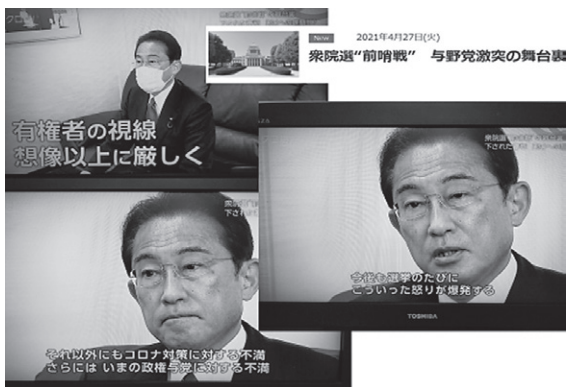 New 2021年4月27日(火)
衆院選“前哨戦” 与野党激突の舞台裏
有権者の視線
想像以上に厳しく
それ以外にもコロナ対策に対する不満
さらには いまの政権与党に対する不満
今後も選挙のたびに
こういった怒りが爆発する
TOSHIBA